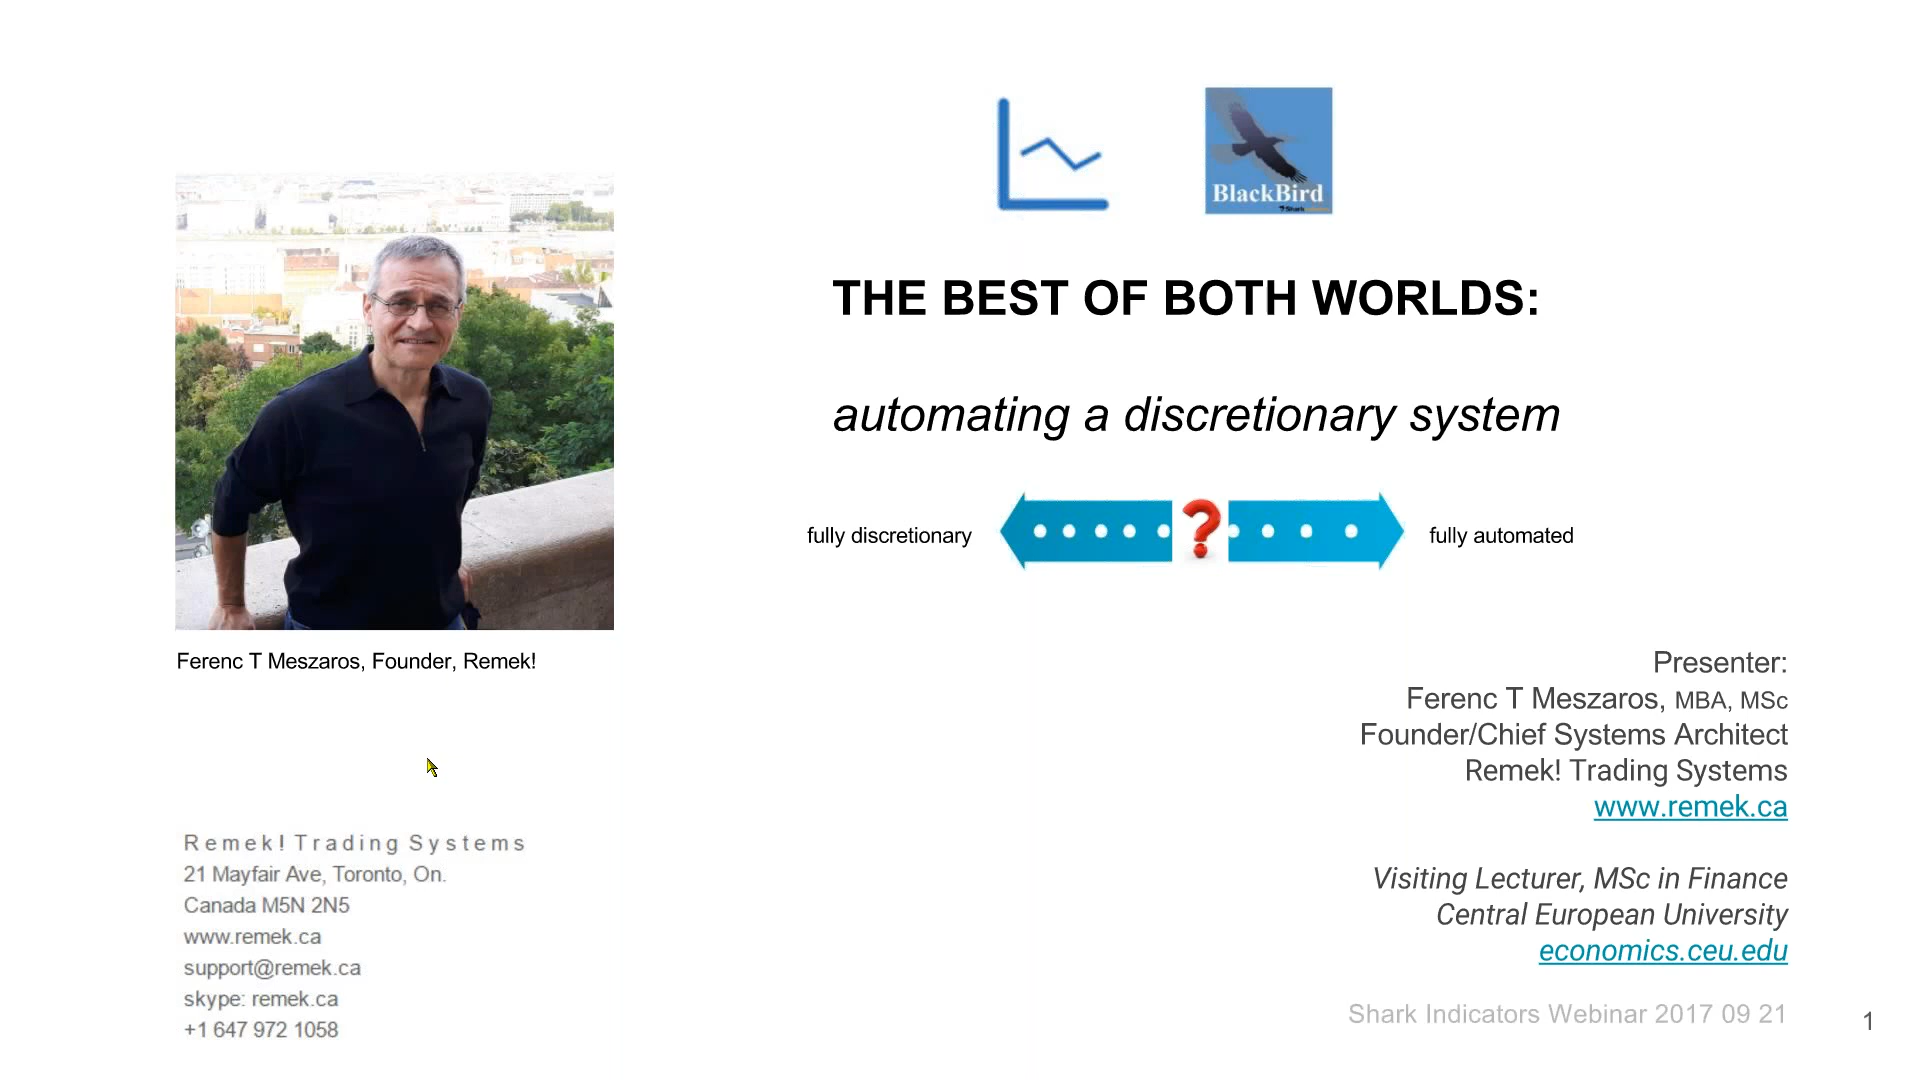 BlackBird
Shark
THE BEST OF BOTH WORLDS:
automating a discretionary system
fully discretionary
?
fully automated
Ferenc T Meszaros, Founder, Remek!
Presenter:
Ferenc T Meszaros, MBA, MSc
Founder/Chief Systems Architect
Remek! Trading Systems
www.remek.ca
Visiting Lecturer, MSc in Finance
Central European University
economics.ceu.edu
Remek! Trading Systems
21 Mayfair Ave, Toronto, On.
Canada M5N 2N5
www.remek.ca
support@remek.ca
skype: remek.ca
+1 647 972 1058
Shark Indicators Webinar 2017 09 21
1